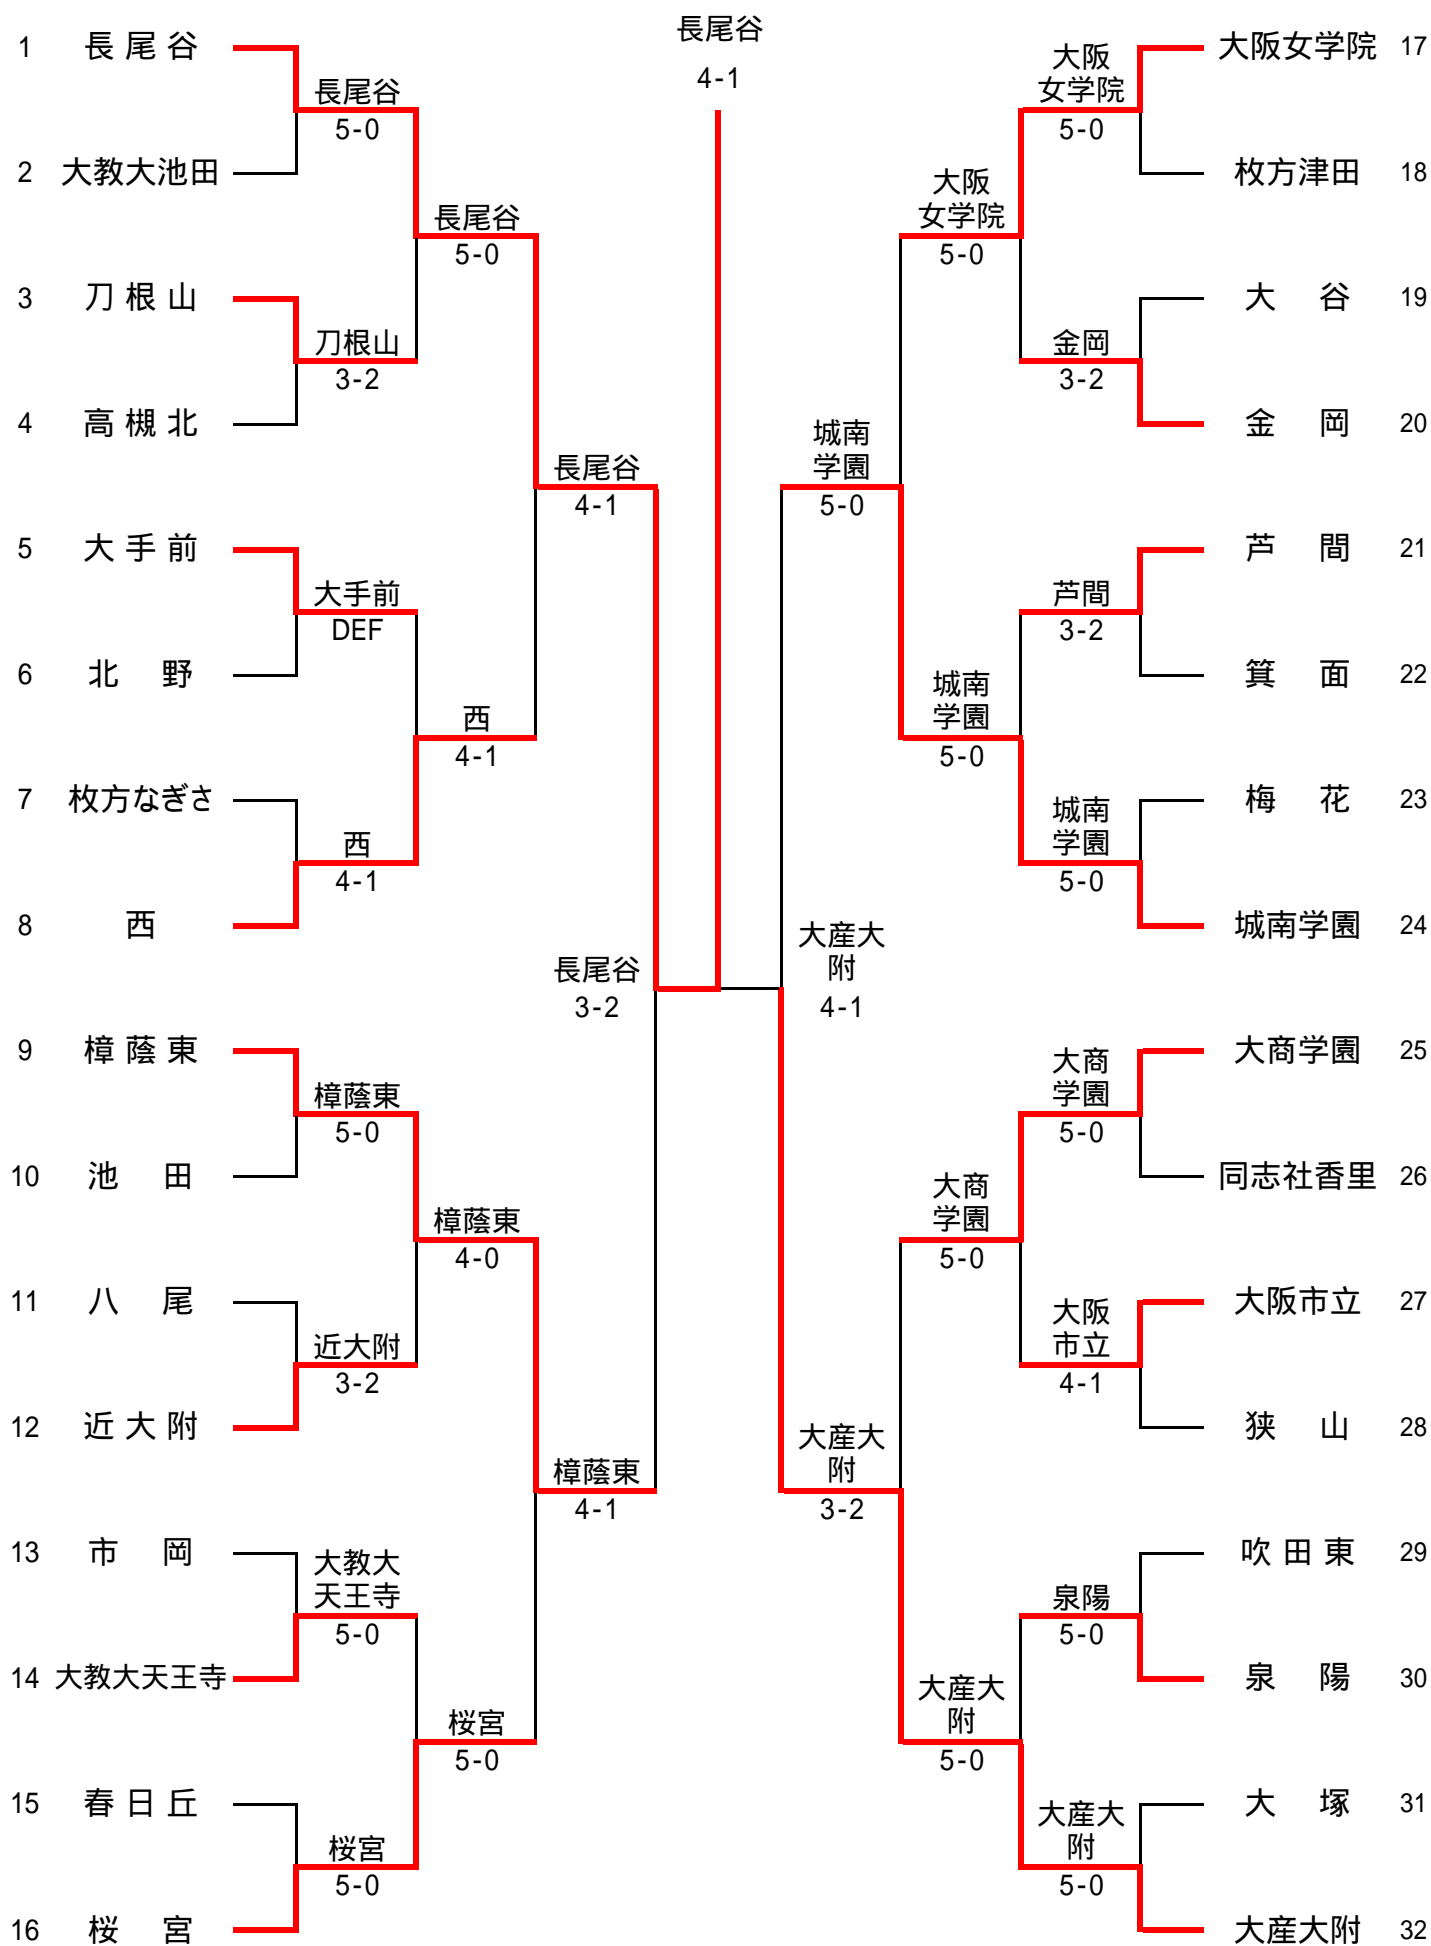 長尾谷
4-1
1 長尾谷
長尾谷
5-0
2 大教大池田
長尾谷
5-0
3 刀根山
刀根山
3-2
4 高槻北
長尾谷
4-1
5 大手前
大手前
DEF
6 北野
西
4-1
7 枚方なぎさ
西
4-1
8 西
長尾谷
3-2
9 樟蔭東
樟蔭東
5-0
10 池田
樟蔭東
4-0
11 八尾
近大附
3-2
12 近大附
樟蔭東
4-1
13 市岡
大教大
天王寺
5-0
14 大教大天王寺
桜宮
5-0
15 春日丘
桜宮
5-0
16 桜宮
大阪女学院 17
大阪
女学院
5-0
枚方津田 18
大阪
女学院
5-0
大谷 19
金岡
3-2
金岡 20
城南
学園
5-0
芦間 21
芦間
3-2
箕面 22
城南
学園
5-0
梅花 23
城南
学園
5-0
城南学園 24
大産大
附
4-1
大商学園 25
大商
学園
5-0
同志社香里 26
大商
学園
5-0
大阪市立 27
大阪
市立
4-1
狭山 28
大産大
附
3-2
吹田東 29
泉陽
5-0
泉陽 30
大産大
附
5-0
大塚 31
大産大
附
5-0
大産大附 32